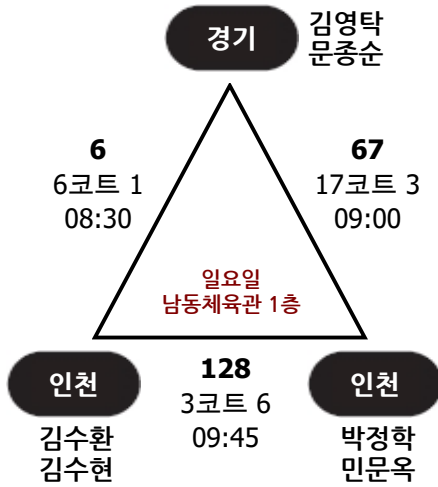 경기
김영탁
문종순
6
6코트 1
08:30
67
17코트 3
09:00
일요일
남동체육관 1층
인천
김수환
김수현
128
3코트 6
09:45
인천
박정학
민문옥